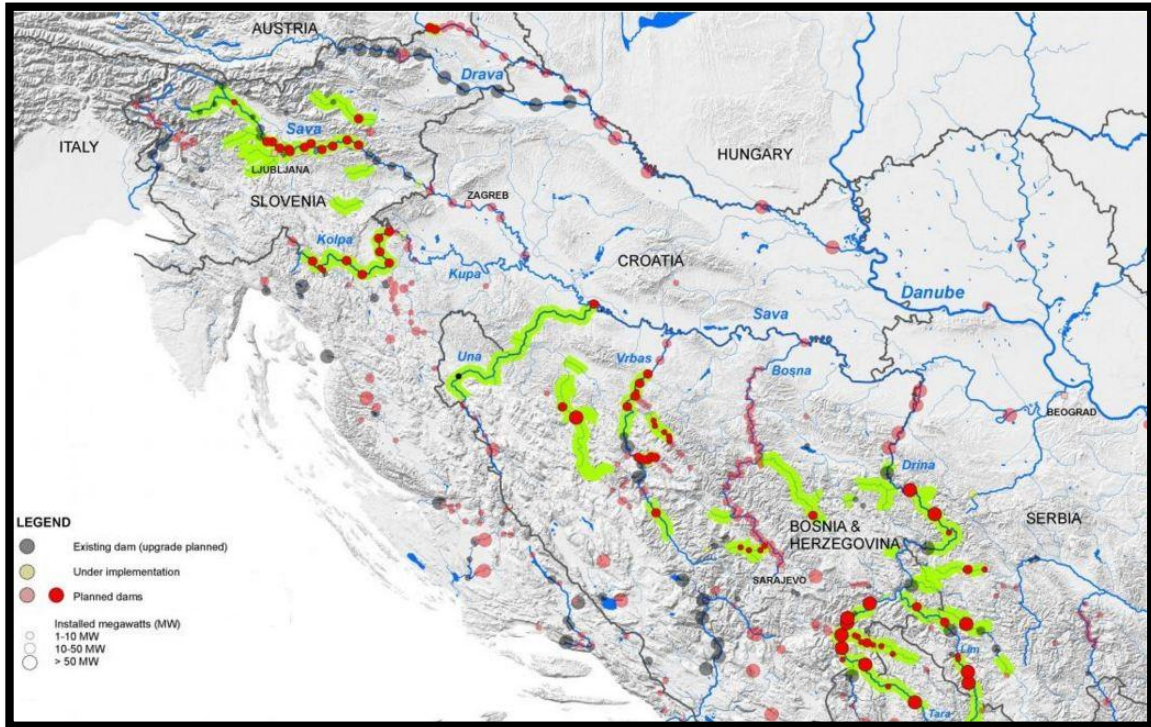 AUSTRIA
Drava
ITALY
Sava
HUNGARY
LJUBLJANA
ZAGREB
SLOVENIA
Kolpa
CROATIA
Kupa
Danube
Sava
Una
Vrbas
Bosna
BEOGRAD
Drina
LEGEND
SERBIA
BOSNIA &
HERZEGOVINA
Existing dam (upgrade planned)
Under implementation
SARAJEVO
Planned dams
Installed megawatts (MW)
1-10 MW
10-50 MW
> 50 MW
Lim
Tara